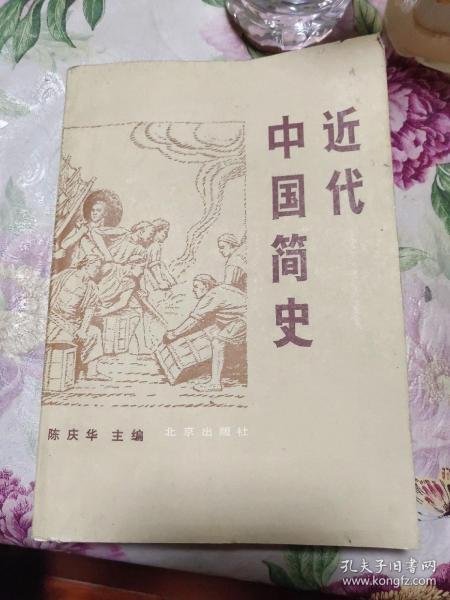 近代
中国简史
陈庆华 主编
北京出版社
孔夫子旧书网
www.kongfz.com